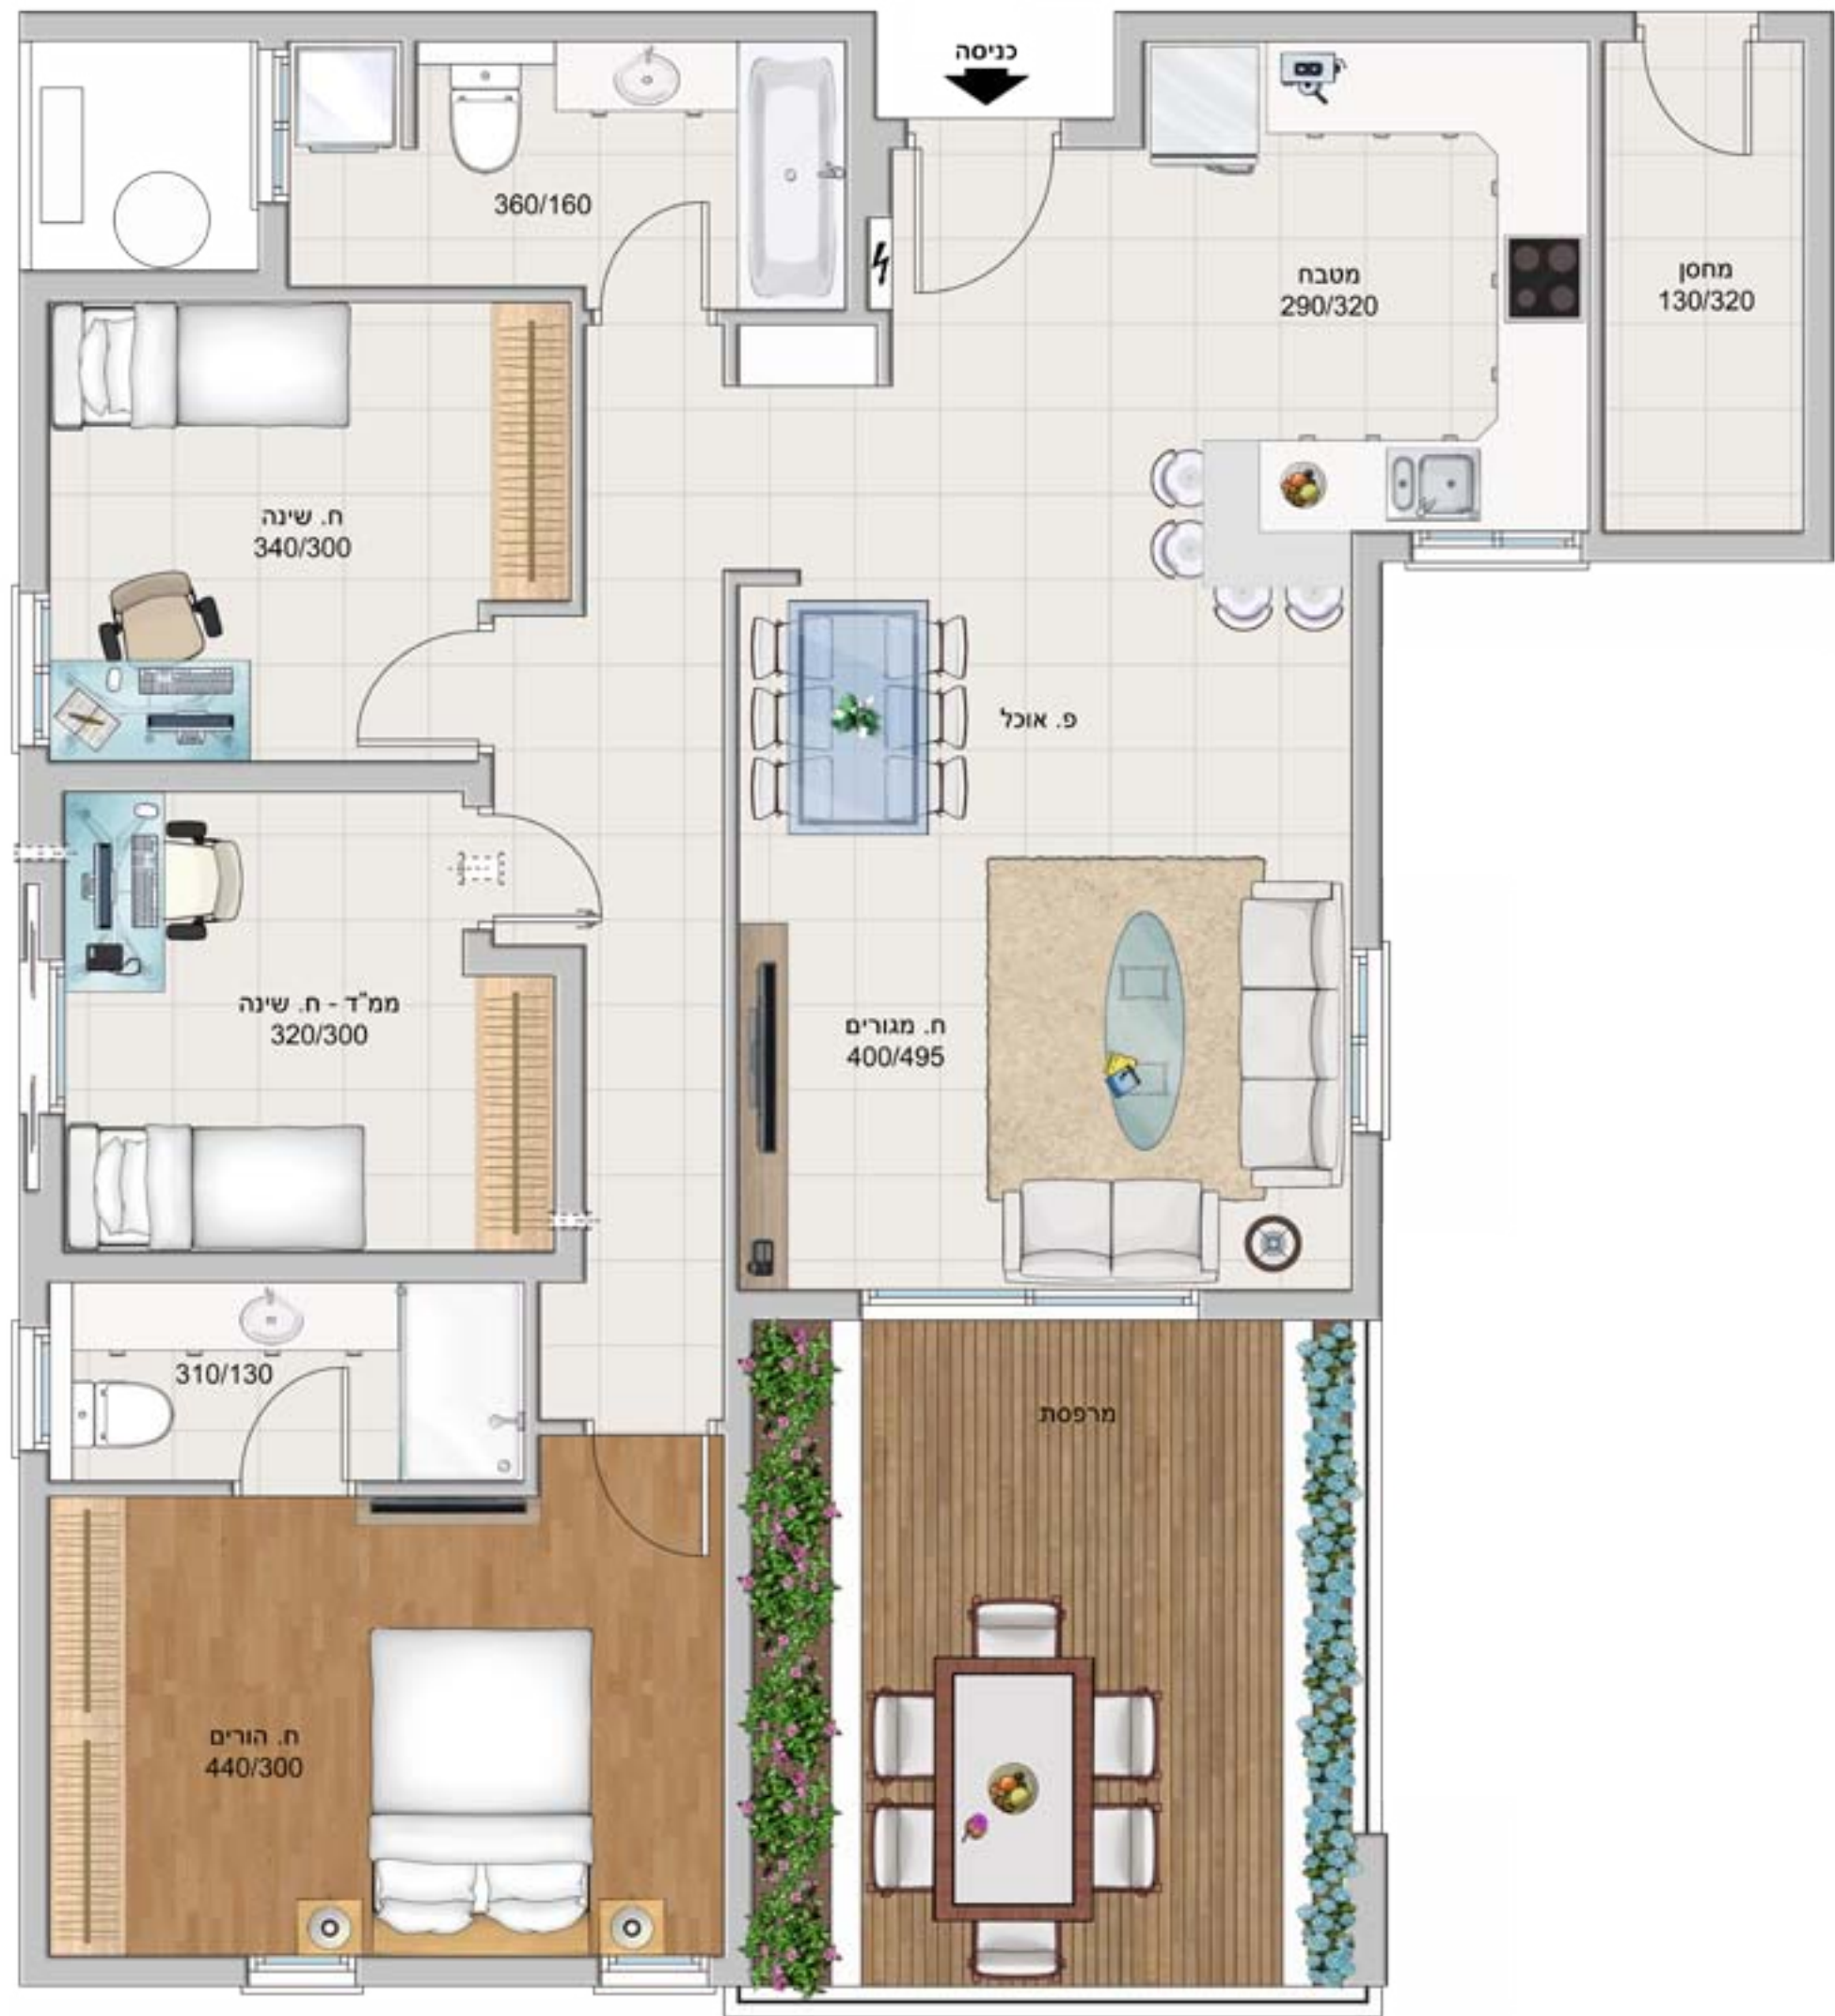 כניסה
360/160
מטבח
290/320
מחסן
130/320
ח. שינה
340/300
פ. אוכל
ממ"ד - ח. שינה
320/300
ח. מגורים
400/495
310/130
מרפסת
ח. הורים
440/300